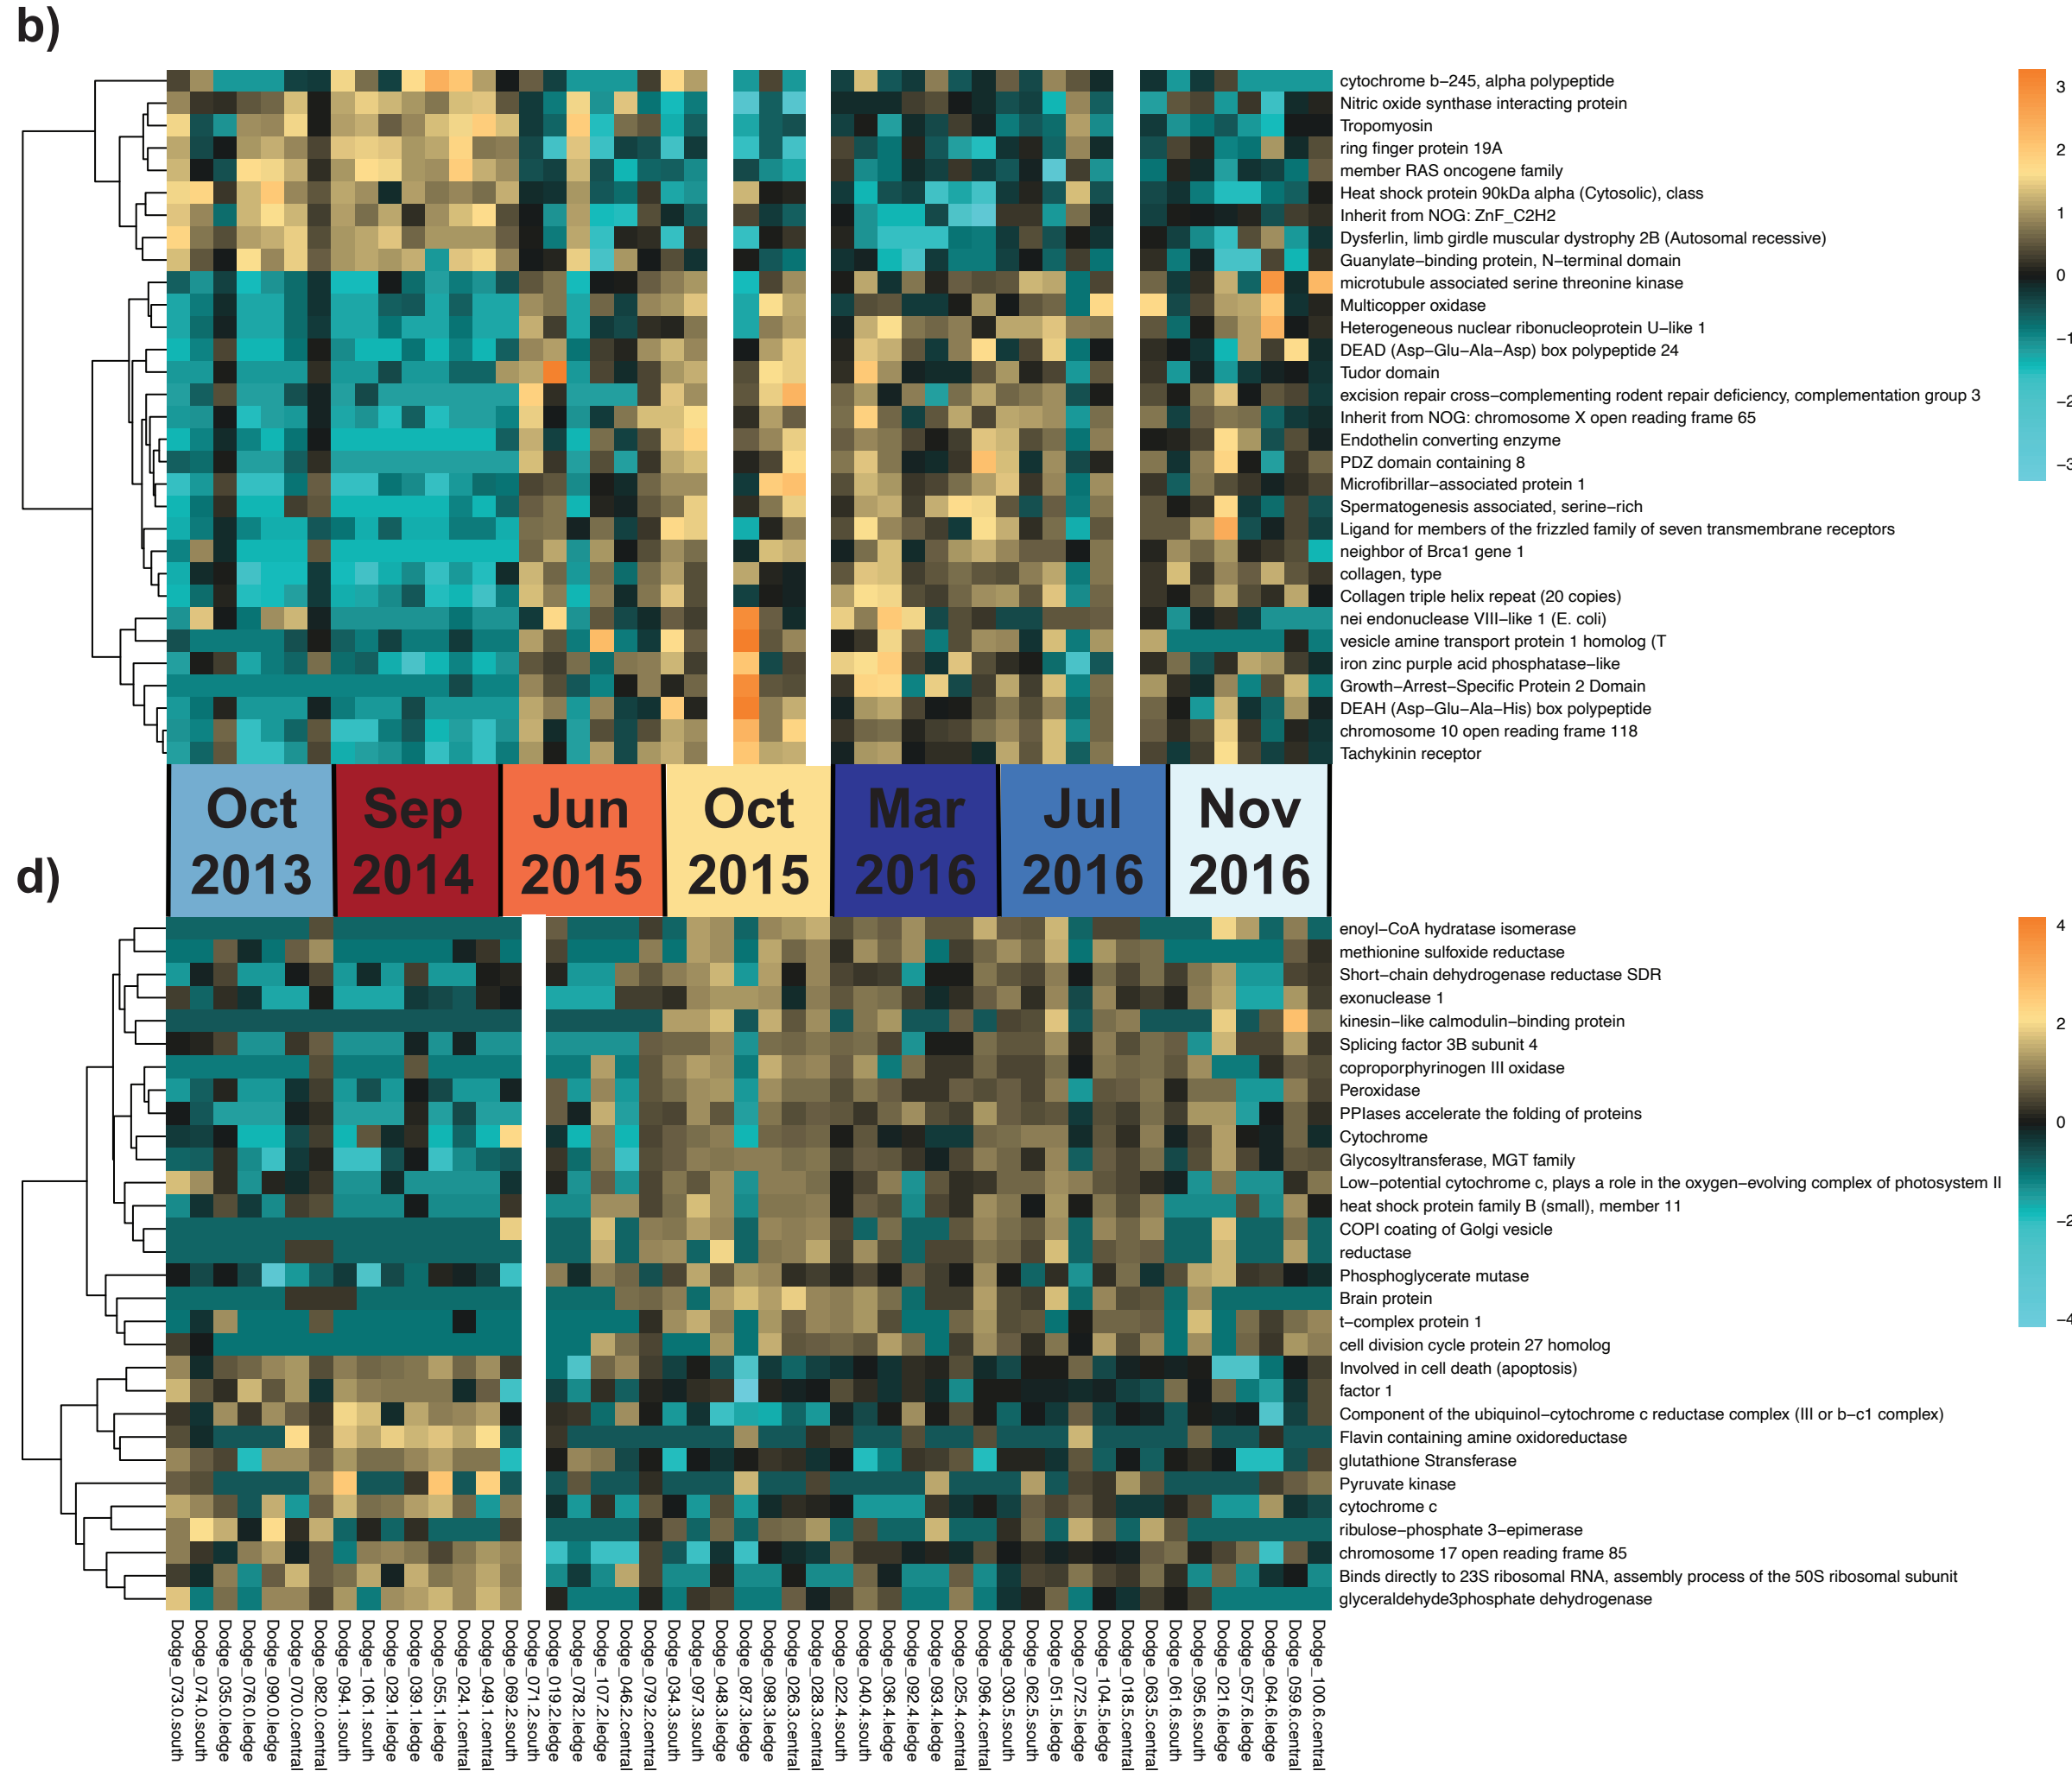 b)
cytochrome b−245, alpha polypeptide
Nitric oxide synthase interacting protein
Tropomyosin
ring finger protein 19A
member RAS oncogene family
Heat shock protein 90kDa alpha (Cytosolic), class
Inherit from NOG: ZnF_C2H2
Dysferlin, limb girdle muscular dystrophy 2B (Autosomal recessive)
Guanylate−binding protein, N−terminal domain
microtubule associated serine threonine kinase
Multicopper oxidase
Heterogeneous nuclear ribonucleoprotein U−like 1
DEAD (Asp−Glu−Ala−Asp) box polypeptide 24
Tudor domain
excision repair cross−complementing rodent repair deficiency, complementation group 3
Inherit from NOG: chromosome X open reading frame 65
Endothelin converting enzyme
PDZ domain containing 8
Microfibrillar−associated protein 1
Spermatogenesis associated, serine−rich
Ligand for members of the frizzled family of seven transmembrane receptors
neighbor of Brca1 gene 1
collagen, type
Collagen triple helix repeat (20 copies)
nei endonuclease VIII−like 1 (E. coli)
vesicle amine transport protein 1 homolog (T
iron zinc purple acid phosphatase−like
Growth−Arrest−Specific Protein 2 Domain
DEAH (Asp−Glu−Ala−His) box polypeptide
chromosome 10 open reading frame 118
Tachykinin receptor
3
2
1
0
−1
−2
−3
Oct 2013
Sep 2014
Jun 2015
Oct 2015
Mar 2016
Jul 2016
Nov 2016
d)
enoyl−CoA hydratase isomerase
methionine sulfoxide reductase
Short−chain dehydrogenase reductase SDR
exonuclease 1
kinesin−like calmodulin−binding protein
Splicing factor 3B subunit 4
coproporphyrinogen III oxidase
Peroxidase
PPIases accelerate the folding of proteins
Cytochrome
Glycosyltransferase, MGT family
Low−potential cytochrome c, plays a role in the oxygen−evolving complex of photosystem II
heat shock protein family B (small), member 11
COPI coating of Golgi vesicle
reductase
Phosphoglycerate mutase
Brain protein
t−complex protein 1
cell division cycle protein 27 homolog
Involved in cell death (apoptosis)
factor 1
Component of the ubiquinol−cytochrome c reductase complex (III or b−c1 complex)
Flavin containing amine oxidoreductase
glutathione Stransferase
Pyruvate kinase
cytochrome c
ribulose−phosphate 3−epimerase
chromosome 17 open reading frame 85
Binds directly to 23S ribosomal RNA, assembly process of the 50S ribosomal subunit
glyceraldehyde3phosphate dehydrogenase
4
2
0
−2
−4
Dodge_073.0.south
Dodge_074.0.south
Dodge_035.0.ledge
Dodge_076.0.ledge
Dodge_090.0.ledge
Dodge_070.0.central
Dodge_082.0.central
Dodge_094.1.south
Dodge_106.1.south
Dodge_029.1.ledge
Dodge_039.1.ledge
Dodge_055.1.ledge
Dodge_024.1.central
Dodge_049.1.central
Dodge_069.2.south
Dodge_071.2.south
Dodge_019.2.ledge
Dodge_078.2.ledge
Dodge_107.2.ledge
Dodge_046.2.central
Dodge_079.2.central
Dodge_034.3.south
Dodge_097.3.south
Dodge_048.3.ledge
Dodge_087.3.ledge
Dodge_098.3.ledge
Dodge_026.3.central
Dodge_028.3.central
Dodge_022.4.south
Dodge_040.4.south
Dodge_036.4.ledge
Dodge_092.4.ledge
Dodge_093.4.ledge
Dodge_025.4.central
Dodge_096.4.central
Dodge_030.5.south
Dodge_062.5.south
Dodge_051.5.ledge
Dodge_072.5.ledge
Dodge_104.5.ledge
Dodge_018.5.central
Dodge_063.5.central
Dodge_061.6.south
Dodge_095.6.south
Dodge_021.6.ledge
Dodge_057.6.ledge
Dodge_064.6.ledge
Dodge_059.6.central
Dodge_100.6.central